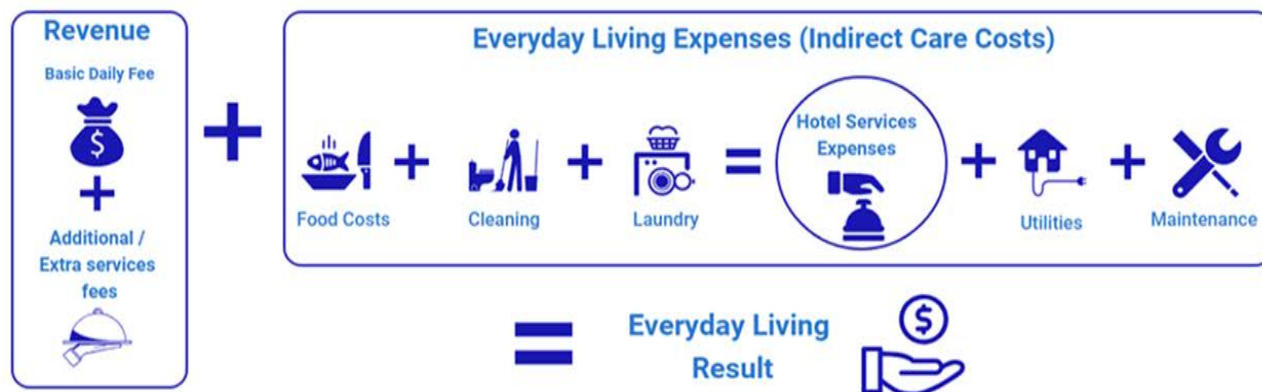 Revenue
Basic Daily Fee
$
+
Additional /
Extra services
fees
+
Everyday Living Expenses (Indirect Care Costs)
+
+
=
Hotel Services
Expenses
+
+
Food Costs
Cleaning
Laundry
Utilities
Maintenance
=
Everyday Living
Result
$